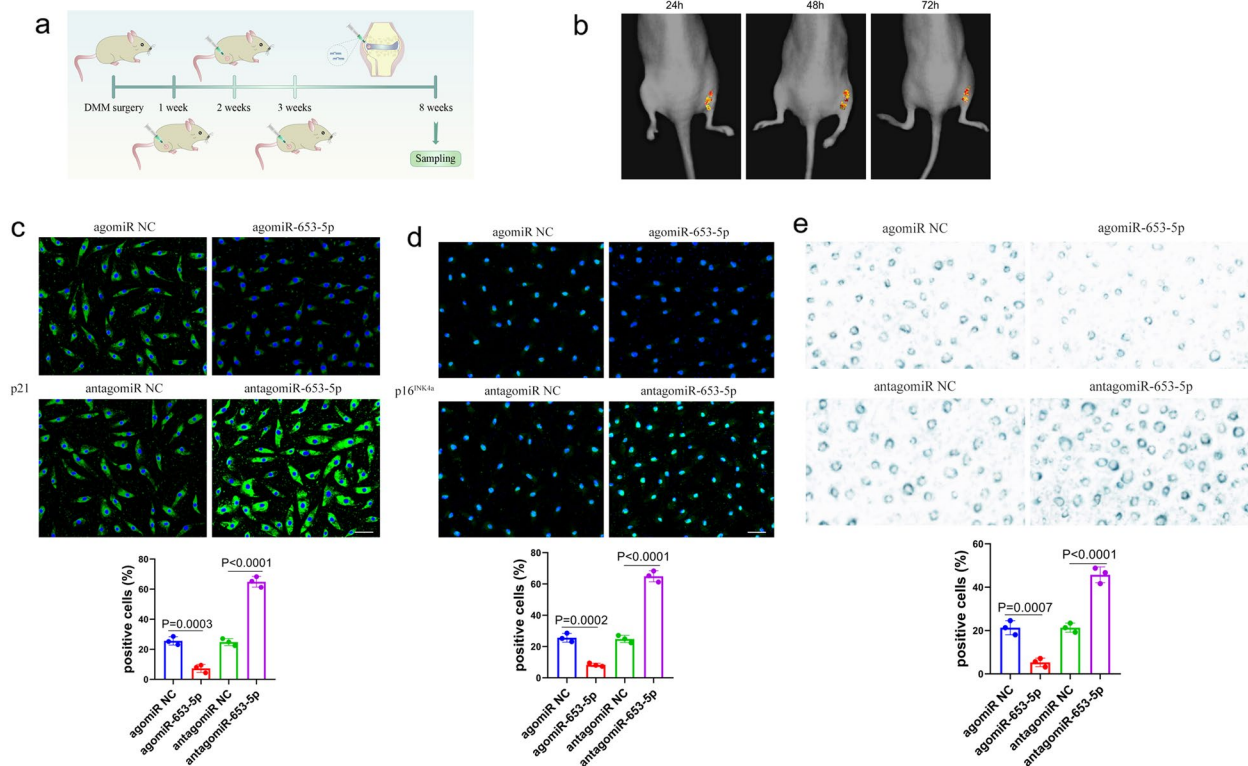 a
DMM surgery
1 week
2 weeks
3 weeks
8 weeks
Sampling
b
24h
48h
72h
c
agomiR NC
agomiR-653-5p
p21
antagomiR NC
antagomiR-653-5p
positive cells (%)
80
60
40
20
0
P=0.0003
P<0.0001
agomiR NC
agomiR-653-5p
antagomiR NC
antagomiR-653-5p
d
agomiR NC
agomiR-653-5p
p16INK4a
antagomiR NC
antagomiR-653-5p
positive cells (%)
80
60
40
20
0
P=0.0002
P<0.0001
agomiR NC
agomiR-653-5p
antagomiR NC
antagomiR-653-5p
e
agomiR NC
agomiR-653-5p
antagomiR NC
antagomiR-653-5p
positive cells (%)
60
40
20
0
P=0.0007
P<0.0001
agomiR NC
agomiR-653-5p
antagomiR NC
antagomiR-653-5p